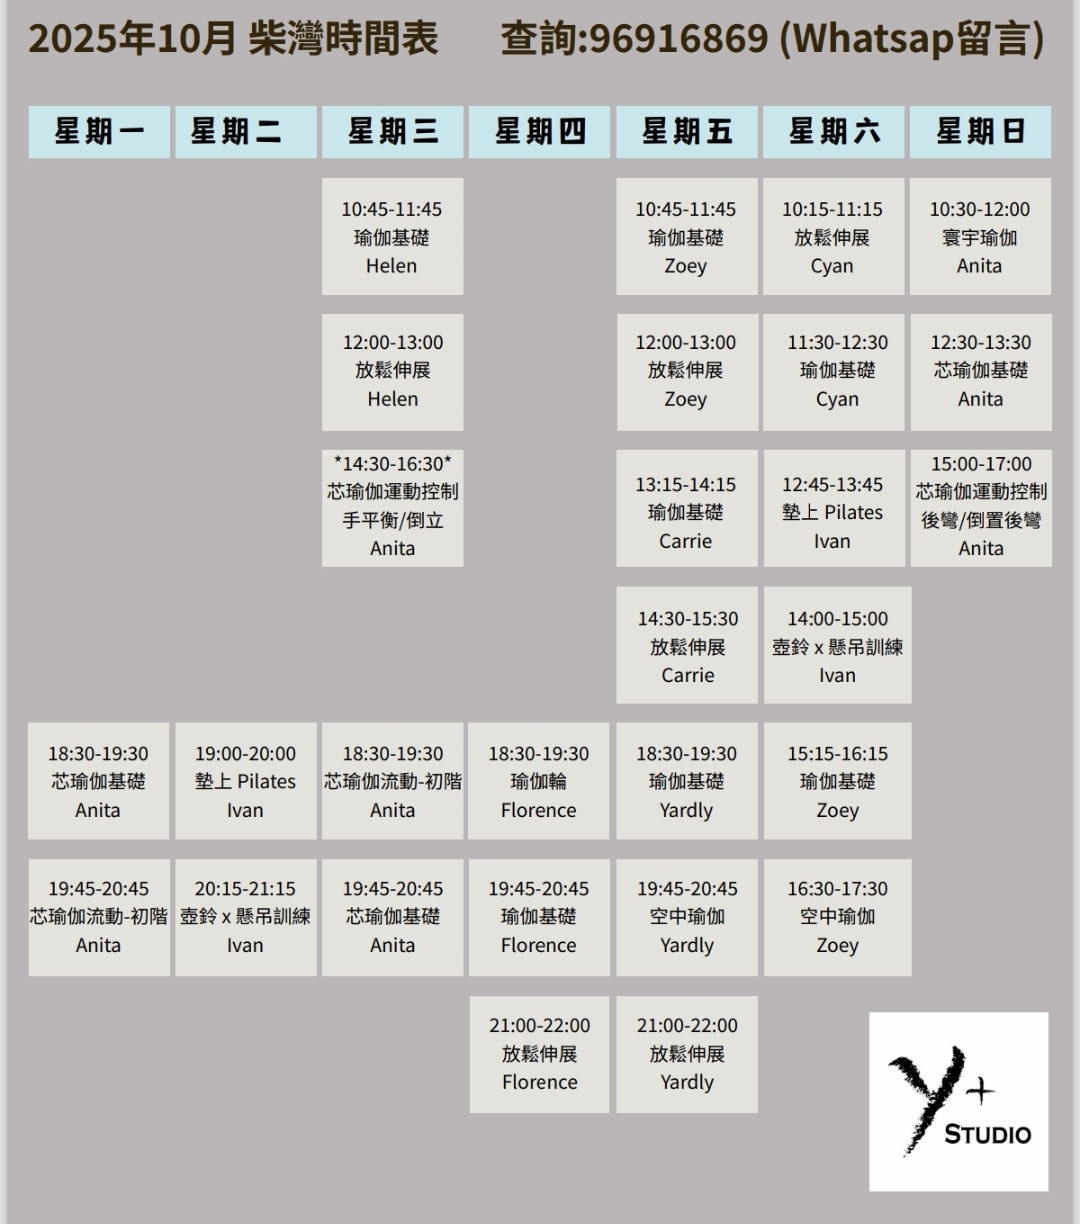 2025年10月 柴灣時間表 查詢:96916869 (Whatsap留言)
星期一 星期二 星期三 星期四 星期五 星期六 星期日
10:45-11:45
瑜伽基礎
Helen
10:45-11:45
瑜伽基礎
Zoey
10:15-11:15
放鬆伸展
Cyan
10:30-12:00
寰宇瑜伽
Anita
12:00-13:00
放鬆伸展
Helen
12:00-13:00
放鬆伸展
Zoey
11:30-12:30
瑜伽基礎
Cyan
12:30-13:30
芯瑜伽基礎
Anita
*14:30-16:30*
芯瑜伽運動控制
手平衡/倒立
Anita
13:15-14:15
瑜伽基礎
Carrie
12:45-13:45
墊上 Pilates
Ivan
15:00-17:00
芯瑜伽運動控制
後彎/倒置後彎
Anita
14:30-15:30
放鬆伸展
Carrie
14:00-15:00
壺鈴 x 懸吊訓練
Ivan
18:30-19:30
芯瑜伽基礎
Anita
19:00-20:00
墊上 Pilates
Ivan
18:30-19:30
芯瑜伽流動-初階
Anita
18:30-19:30
瑜伽輪
Florence
18:30-19:30
瑜伽基礎
Yardly
15:15-16:15
瑜伽基礎
Zoey
19:45-20:45
芯瑜伽流動-初階
Anita
20:15-21:15
壺鈴 x 懸吊訓練
Ivan
19:45-20:45
芯瑜伽基礎
Anita
19:45-20:45
瑜伽基礎
Florence
19:45-20:45
空中瑜伽
Yardly
16:30-17:30
空中瑜伽
Zoey
21:00-22:00
放鬆伸展
Florence
21:00-22:00
放鬆伸展
Yardly
y+
STUDIO